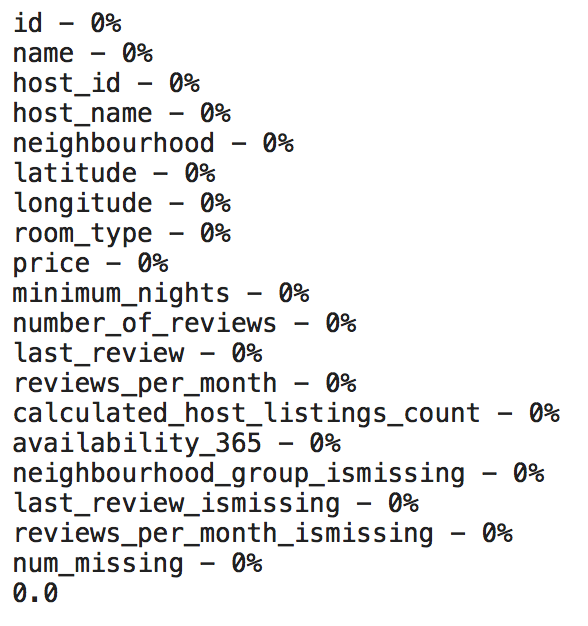 id – 0%
name – 0%
host_id – 0%
host_name – 0%
neighbourhood – 0%
latitude – 0%
longitude – 0%
room_type – 0%
price – 0%
minimum_nights – 0%
number_of_reviews – 0%
last_review – 0%
reviews_per_month – 0%
calculated_host_listings_count – 0%
availability_365 – 0%
neighbourhood_group_ismissing – 0%
last_review_ismissing – 0%
reviews_per_month_ismissing – 0%
num_missing – 0%
0.0